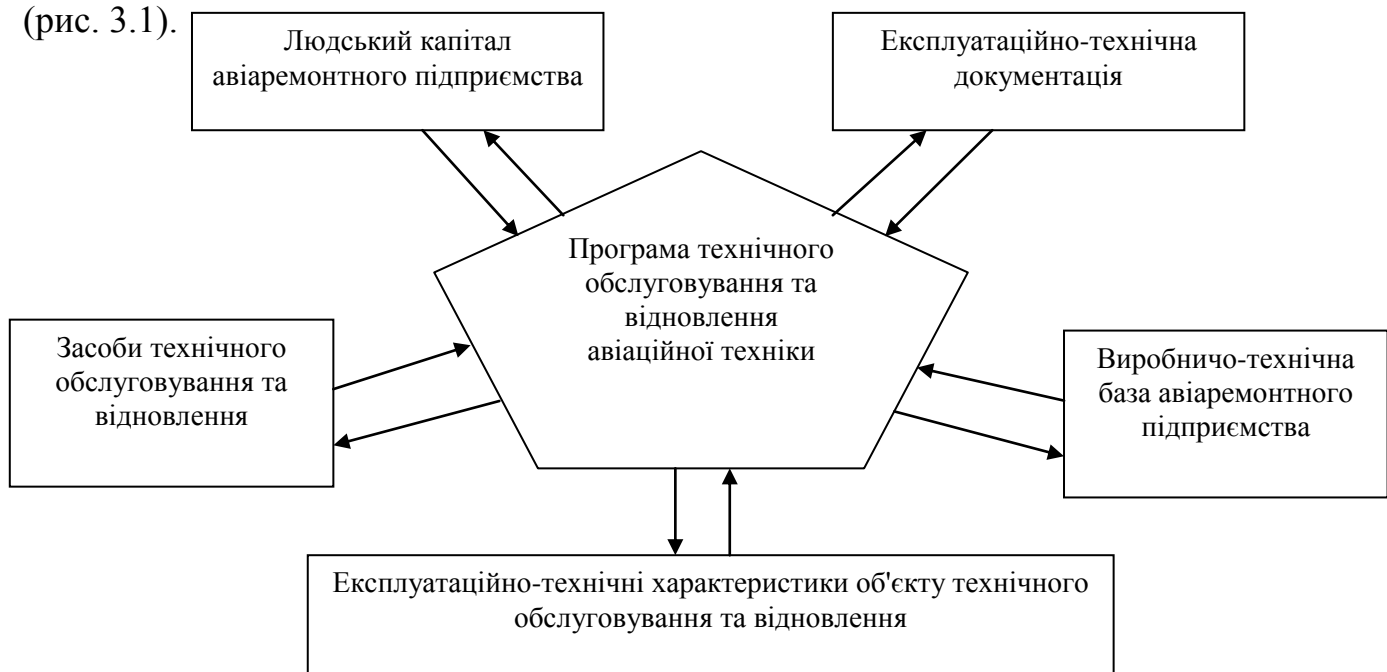 (рис. 3.1).
Людський капітал
авіаремонтного підприємства
Експлуатаційно-технічна
документація
Програма технічного
обслуговування та
відновлення
авіаційної техніки
Засоби технічного
обслуговування та
відновлення
Виробничо-технічна
база авіаремонтного
підприємства
Експлуатаційно-технічні характеристики об'єкту технічного
обслуговування та відновлення